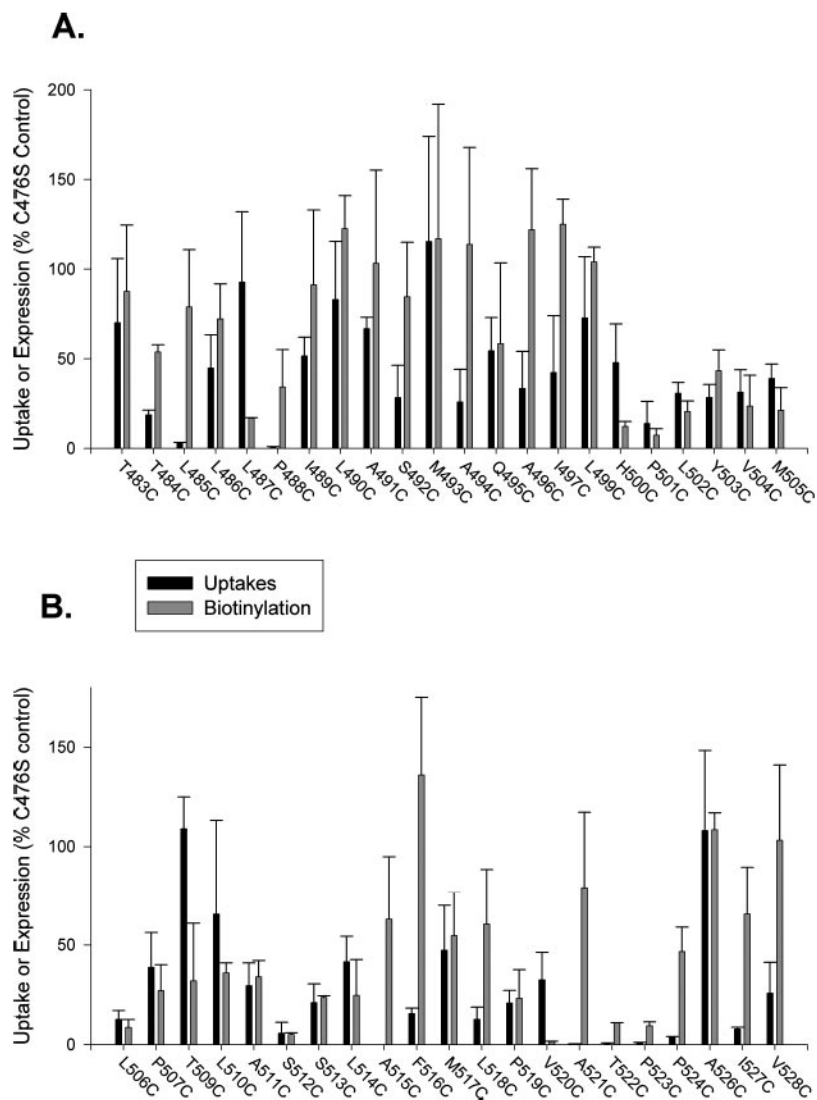 A.
Uptake or Expression (% C476S Control)
200
150
100
50
0
T483C
T484C
L485C
L486C
L487C
P488C
I489C
L490C
A491C
S492C
M493C
A494C
Q495C
A496C
I497C
L499C
H500C
P501C
L502C
Y503C
V504C
M505C
Uptakes
Biotinylation
B.
Uptake or Expression (% C476S control)
150
100
50
0
L506C
P507C
T509C
L510C
A511C
S512C
S513C
L514C
A515C
F516C
M517C
L518C
P519C
V520C
A521C
T522C
P523C
P524C
A526C
I527C
V528C